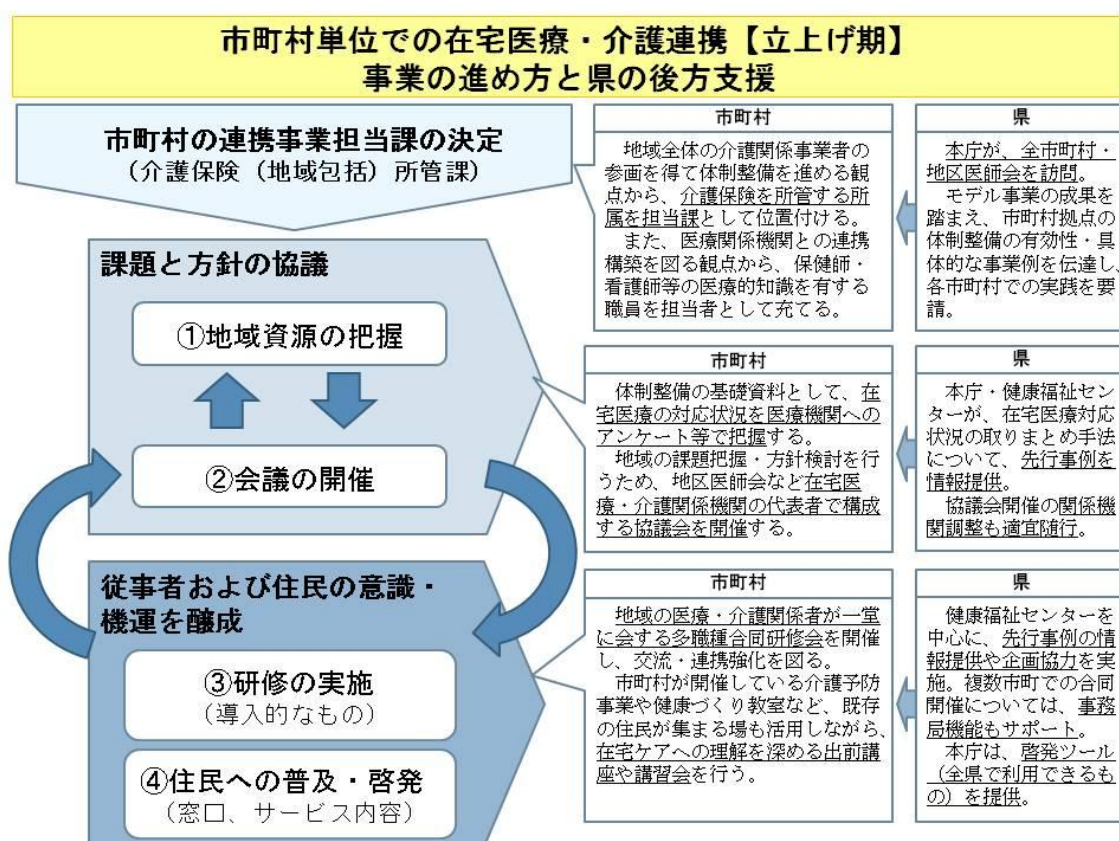 市町村単位での在宅医療・介護連携【立上げ期】
事業の進め方と県の後方支援
市町村の連携事業担当課の決定
（介護保険（地域包括）所管課）
市町村
地域全体の介護関係事業者の
参画を得て体制整備を進める観
点から、介護保険を所管する所
属を担当課として位置付ける。
また、医療関係機関との連携
構築を図る観点から、保健師・
看護師等の医療的知識を有する
職員を担当者として充てる。
県
本庁が、全市町村・
地区医師会を訪問。
モデル事業の成果を
踏まえ、市町村拠点の
体制整備の有効性・具
体的な事業例を伝達し、
各市町村での実践を要
請。
課題と方針の協議
①地域資源の把握
②会議の開催
市町村
体制整備の基礎資料として、在
宅医療の対応状況を医療機関への
アンケート等で把握する。
地域の課題把握・方針検討を行
うため、地区医師会など在宅医
療・介護関係機関の代表者で構成
する協議会を開催する。
県
本庁・健康福祉セン
ターが、在宅医療対応
状況の取りまとめ手法
について、先行事例を
情報提供。
協議会開催の関係機
関調整も適宜随行。
従事者および住民の意識・
機運を醸成
③研修の実施
（導入的なもの）
④住民への普及・啓発
（窓口、サービス内容）
市町村
地域の医療・介護関係者が一堂
に会する多職種合同研修会を開催
し、交流・連携強化を図る。
市町村が開催している介護予防
事業や健康づくり教室など、既存
の住民が集まる場も活用しながら、
在宅ケアへの理解を深める出前講
座や講習会を行う。
県
健康福祉センターを
中心に、先行事例の情
報提供や企画協力を実
施。複数市町での合同
開催については、事務
局機能もサポート。
本庁は、啓発ツール
（全県で利用できるも
の）を提供。